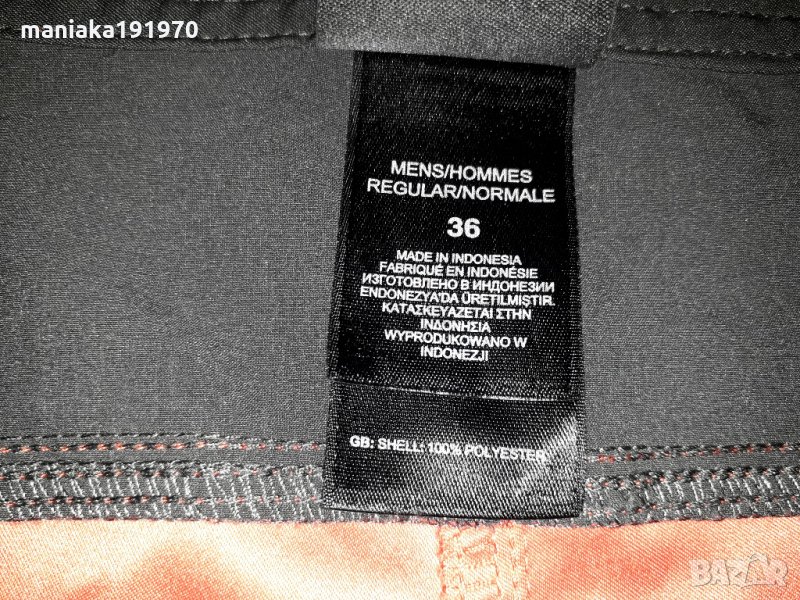 maniaka191970
MENS/HOMMES
REGULAR/NORMALE
36
MADE IN INDONESIA
FABRIQUÉ EN INDONÉSIE
ИЗГОТОВЛЕНО В ИНДОНЕЗИИ
ENDONEZYA'DA ÜRETILMIŞTIR.
ΚΑΤΑΣΚΕΥΑΖΕΤΑΙ ΣΤΗΝ
ΙΝΔΟΝΗΣΙΑ
WYPRODUKOWANO W
INDONEZJI
GB: SHELL: 100% POLYESTER
BAZAR